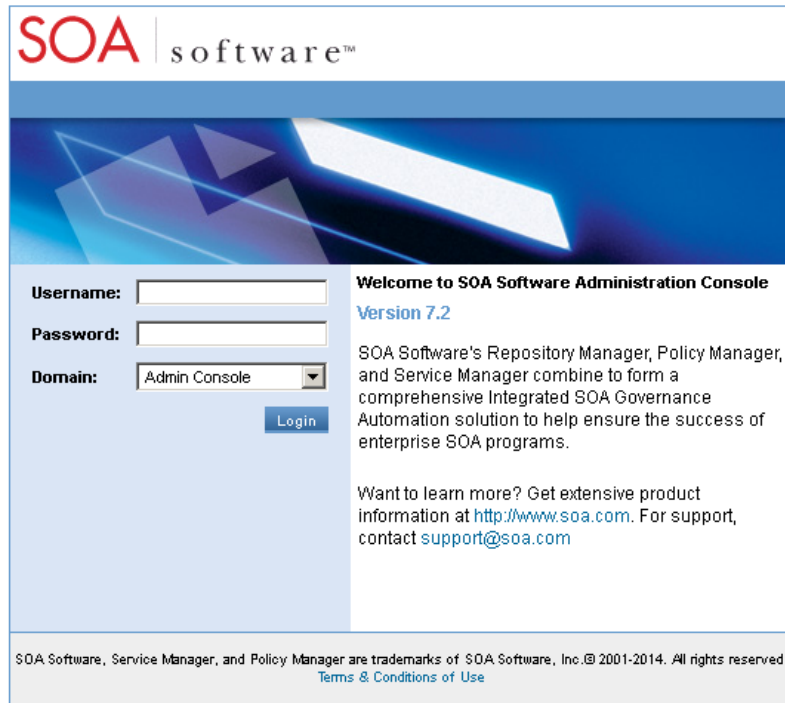 SOA software™
Username:
Password:
Domain: Admin Console
Login
Welcome to SOA Software Administration Console
Version 7.2
SOA Software's Repository Manager, Policy Manager,
and Service Manager combine to form a
comprehensive Integrated SOA Governance
Automation solution to help ensure the success of
enterprise SOA programs.
Want to learn more? Get extensive product
information at http://www.soa.com. For support,
contact support@soa.com
SOA Software, Service Manager, and Policy Manager are trademarks of SOA Software, Inc.© 2001-2014. All rights reserved
Terms & Conditions of Use